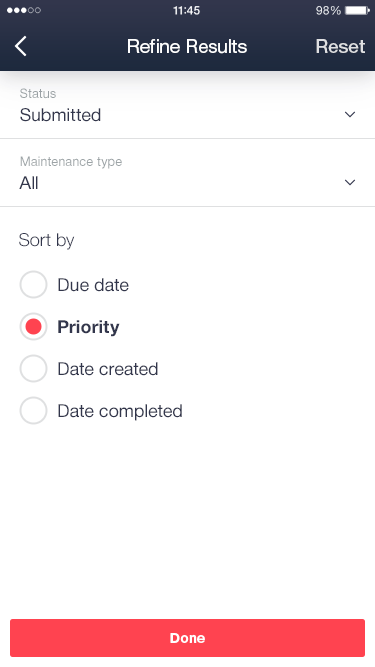 11:45 98%
Refine Results Reset
Status
Submitted
Maintenance type
All
Sort by
Due date
Priority
Date created
Date completed
Done